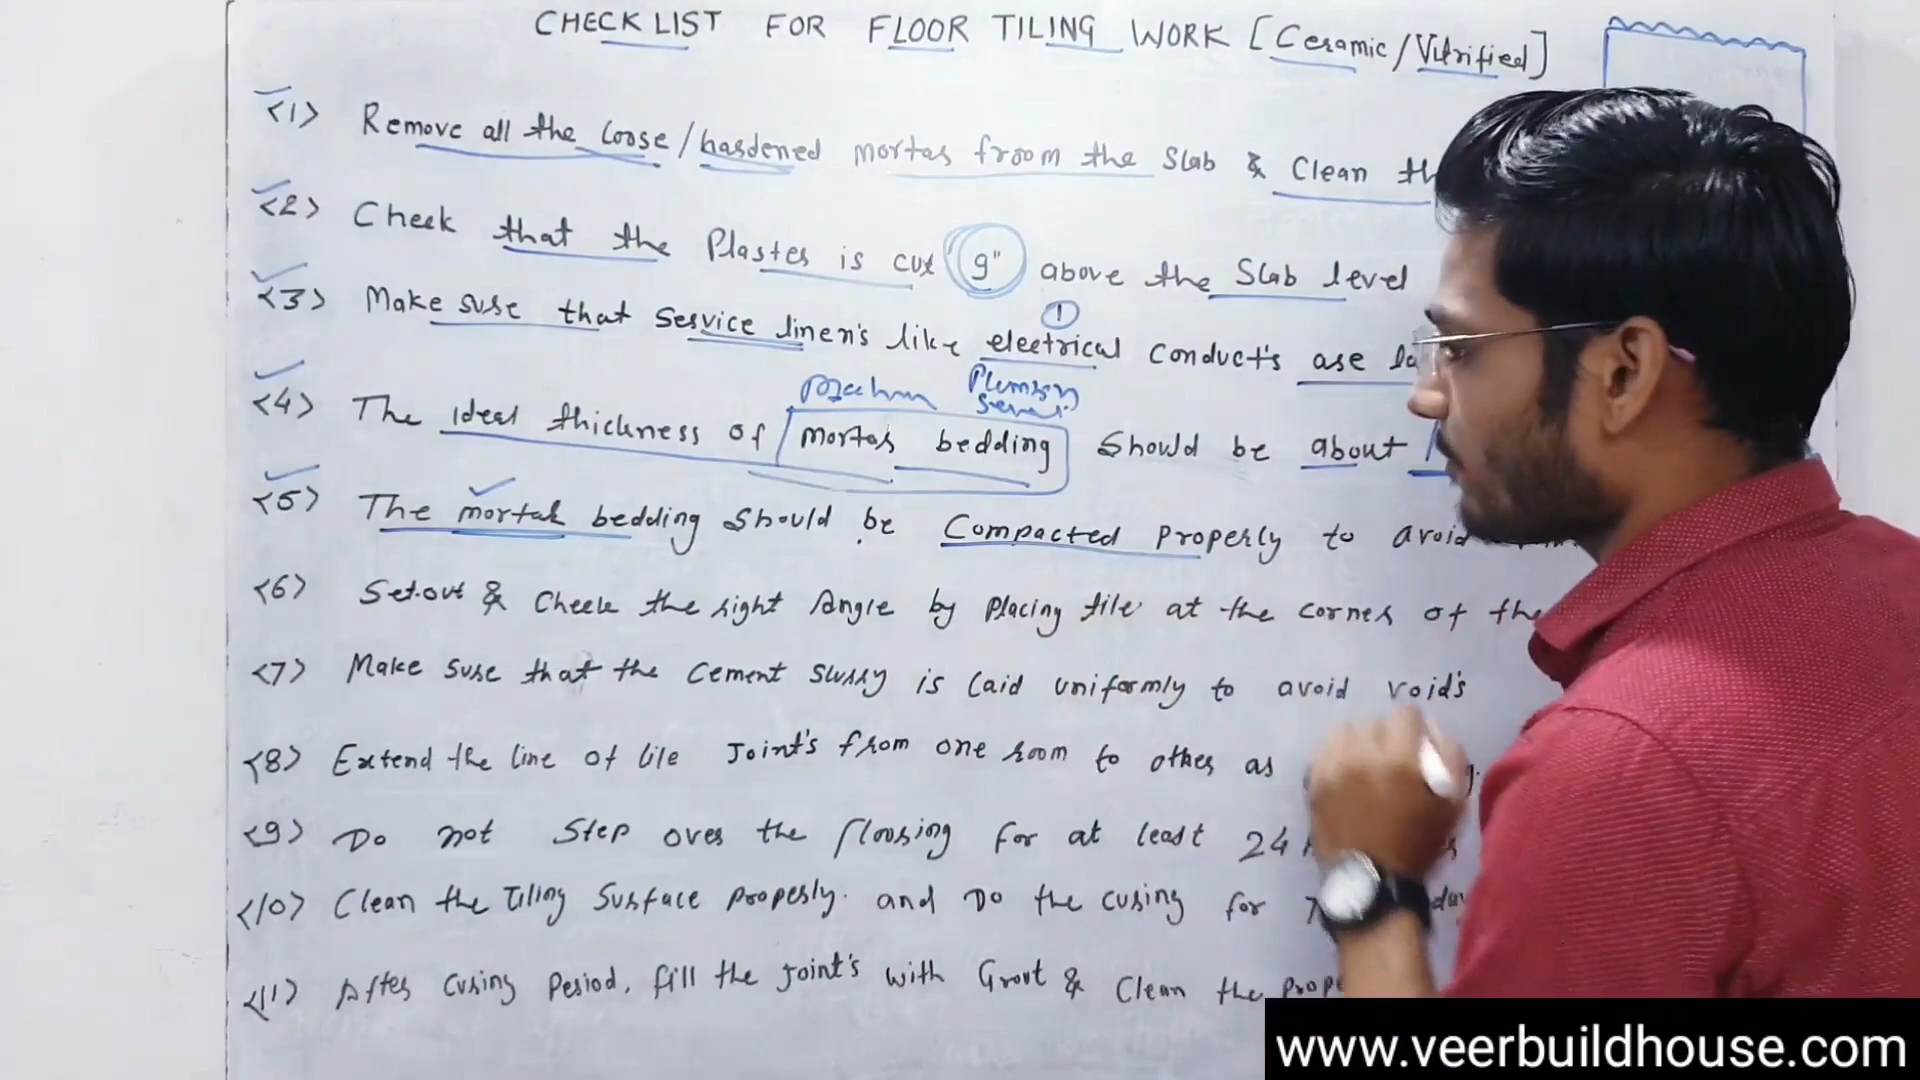 CHECK LIST FOR FLOOR TILING WORK [Ceramic/Vitrified]
<1> Remove all the loose/hardened mortar froom the Slab & Clean th
<2> Check that the Plaster is cut 9" above the Slab level
<3> Make sure that service linen's like electrical conduct's are la
①
<4> The ideal thickness of mortar bedding should be about
<5> The mortar bedding should be Compacted properly to avoid
<6> Set-out & Check the right Angle by placing tile at the corner of the
<7> Make sure that the Cement slurry is laid uniformly to avoid void's
<8> Extend the line of tile Joint's from one room to other as
<9> Do not Step over the flooring for at least 24
<10> Clean the Tiling Surface properly. and Do the curing for 7
<11> After Curing Period, fill the joint's with Grout & Clean the prope
www.veerbuildhouse.com